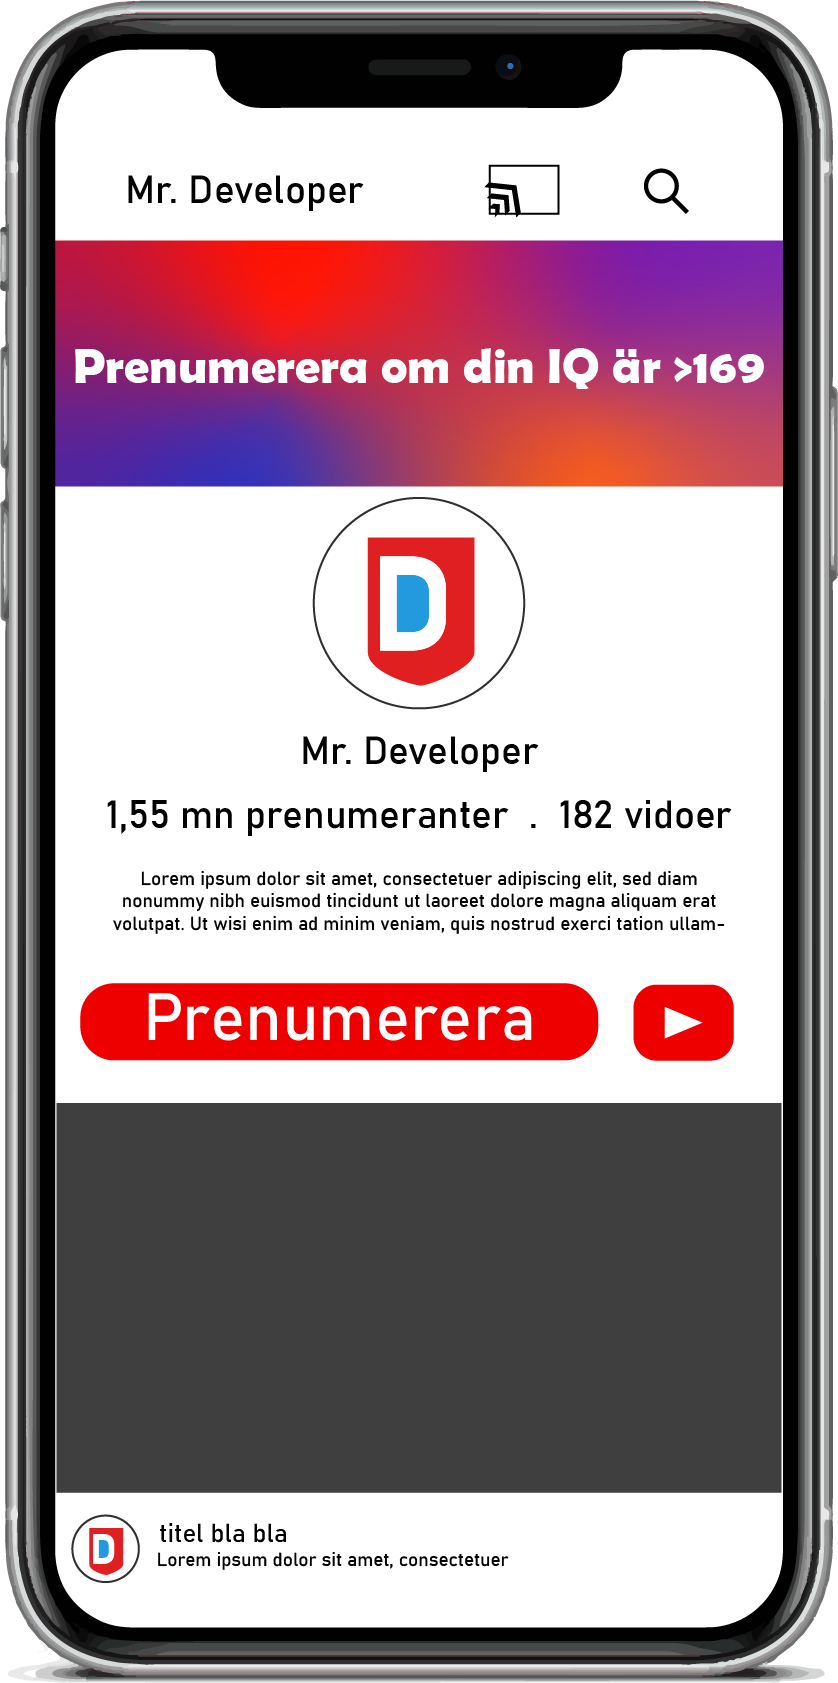 Mr. Developer
Prenumerera om din IQ är >169
D
Mr. Developer
1,55 mn prenumeranter . 182 vidoer
Lorem ipsum dolor sit amet, consectetuer adipiscing elit, sed diam
nonummy nibh euismod tincidunt ut laoreet dolore magna aliquam erat
volutpat. Ut wisi enim ad minim veniam, quis nostrud exerci tation ullam-
Prenumerera
D
titel bla bla
Lorem ipsum dolor sit amet, consectetuer